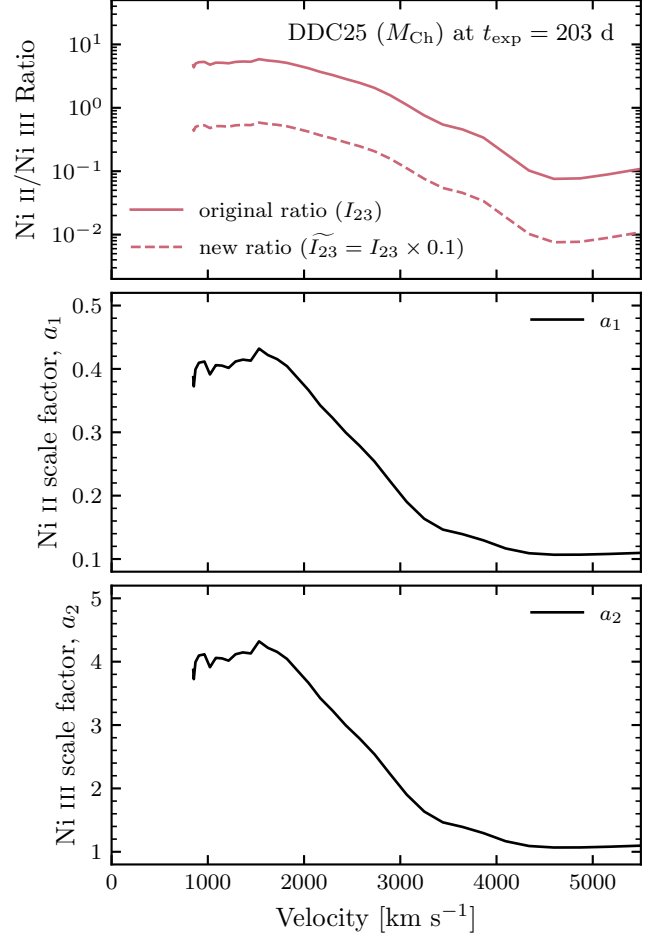 DDC25 (M_Ch) at t_exp = 203 d
Ni II/Ni III Ratio
10^1
10^0
10^−1
10^−2
original ratio (I_23)
new ratio (\widetilde{I_23} = I_23 × 0.1)
Ni II scale factor, a_1
0.5
0.4
0.3
0.2
0.1
a_1
Ni III scale factor, a_2
5
4
3
2
1
a_2
0 1000 2000 3000 4000 5000
Velocity [km s^−1]